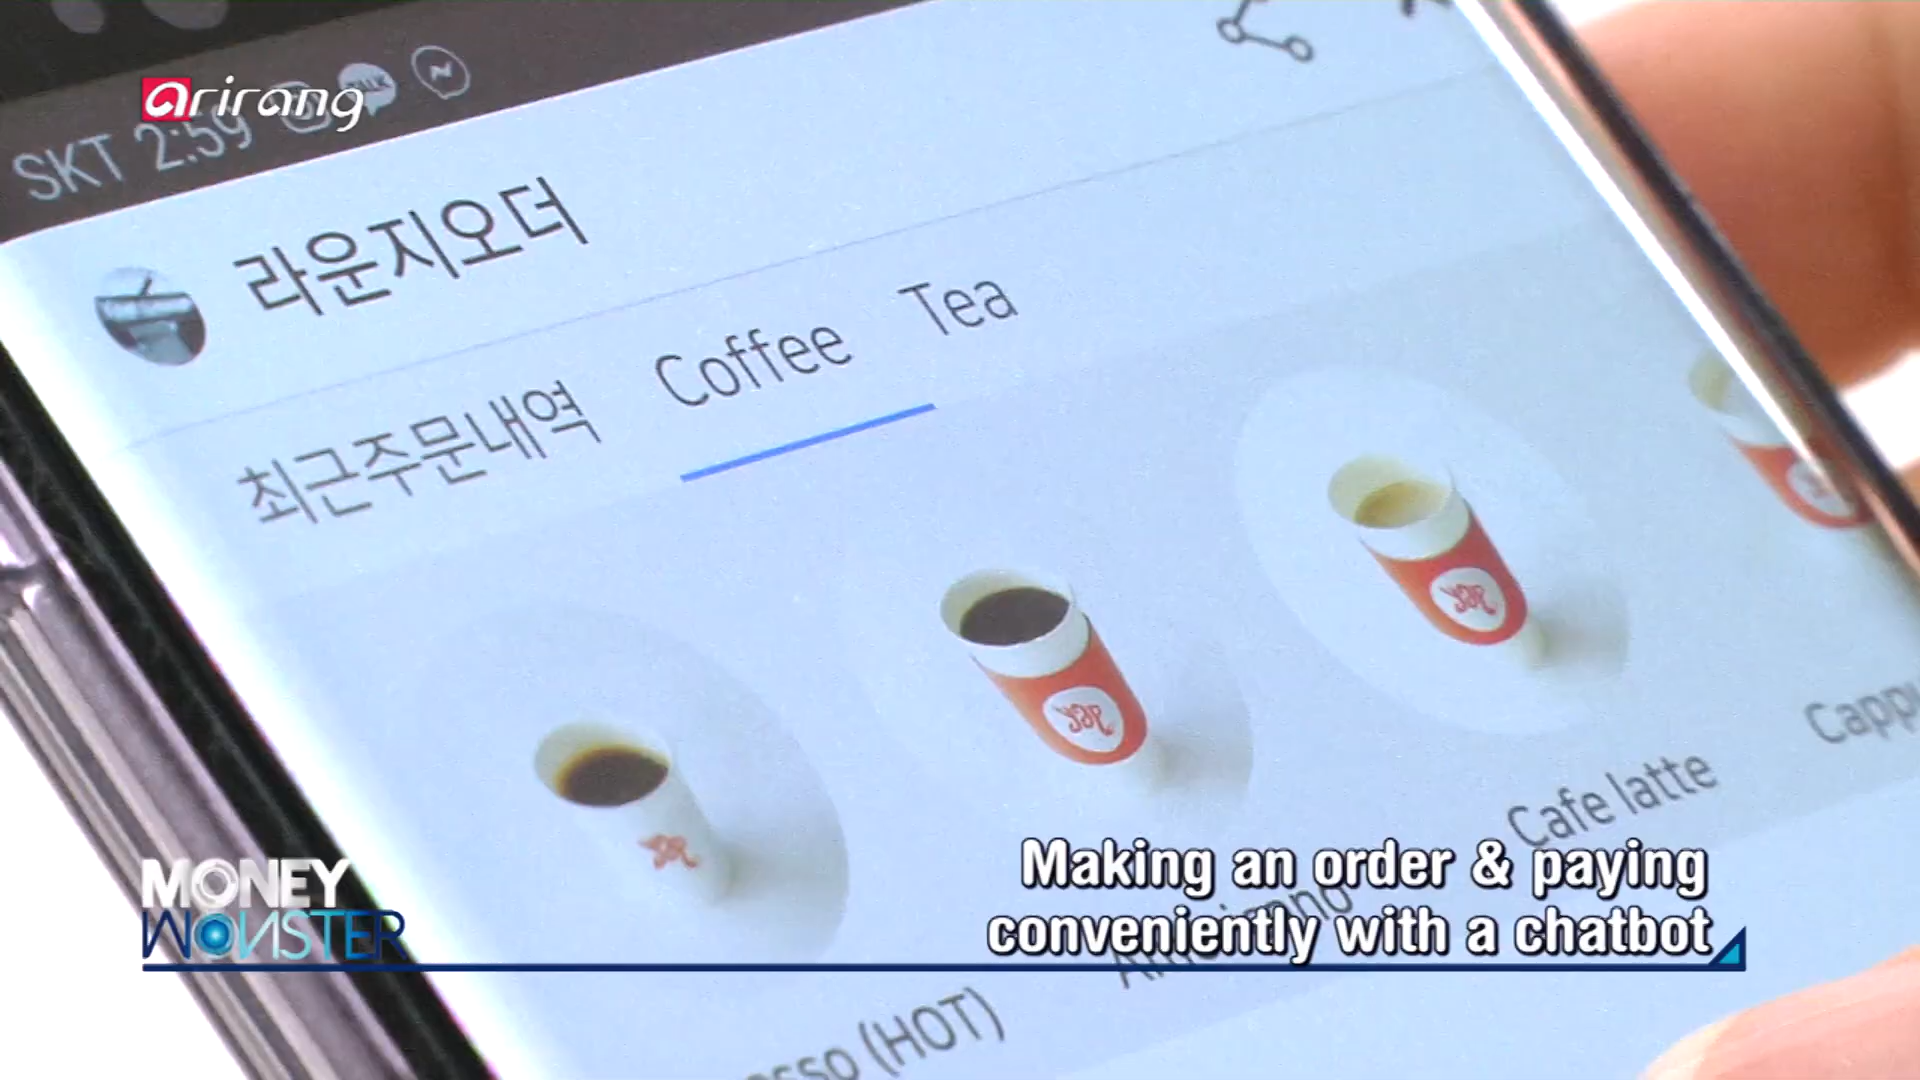 arirang
SKT 2:59
라운지오더
최근주문내역 Coffee Tea
Cafe latte
(HOT)
MONEY
MONSTER
Making an order & paying
conveniently with a chatbot